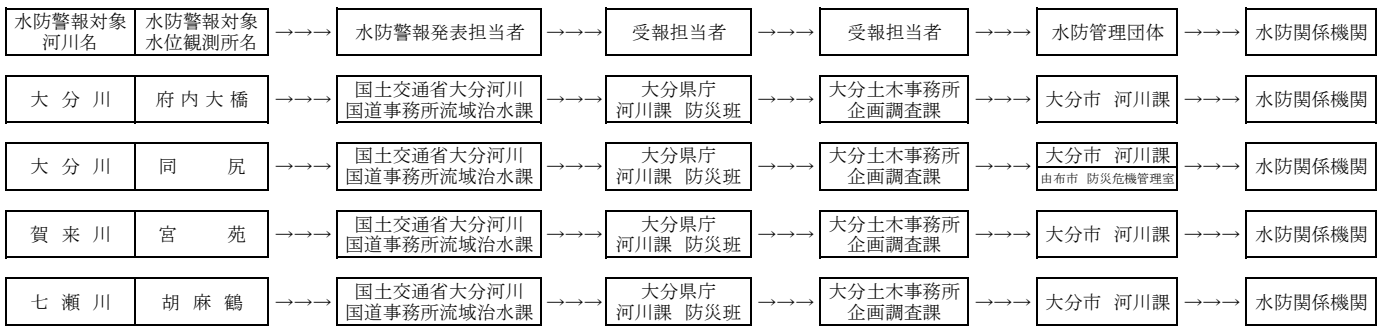 水防警報対象 水防警報対象 →→→ 水防警報発表担当者 →→→ 受報担当者 →→→ 受報担当者 →→→ 水防管理団体 →→→ 水防関係機関
河川名 水位観測所名
大分川 府内大橋 →→→ 国土交通省大分河川 →→→ 大分県庁 →→→ 大分土木事務所 →→→ 大分市 河川課 →→→ 水防関係機関
国道事務所流域治水課 河川課 防災班 企画調査課
大分川 同尻 →→→ 国土交通省大分河川 →→→ 大分県庁 →→→ 大分土木事務所 →→→ 大分市 河川課 →→→ 水防関係機関
国道事務所流域治水課 河川課 防災班 企画調査課 由布市 防災危機管理室
賀来川 宮苑 →→→ 国土交通省大分河川 →→→ 大分県庁 →→→ 大分土木事務所 →→→ 大分市 河川課 →→→ 水防関係機関
国道事務所流域治水課 河川課 防災班 企画調査課
七瀬川 胡麻鶴 →→→ 国土交通省大分河川 →→→ 大分県庁 →→→ 大分土木事務所 →→→ 大分市 河川課 →→→ 水防関係機関
国道事務所流域治水課 河川課 防災班 企画調査課